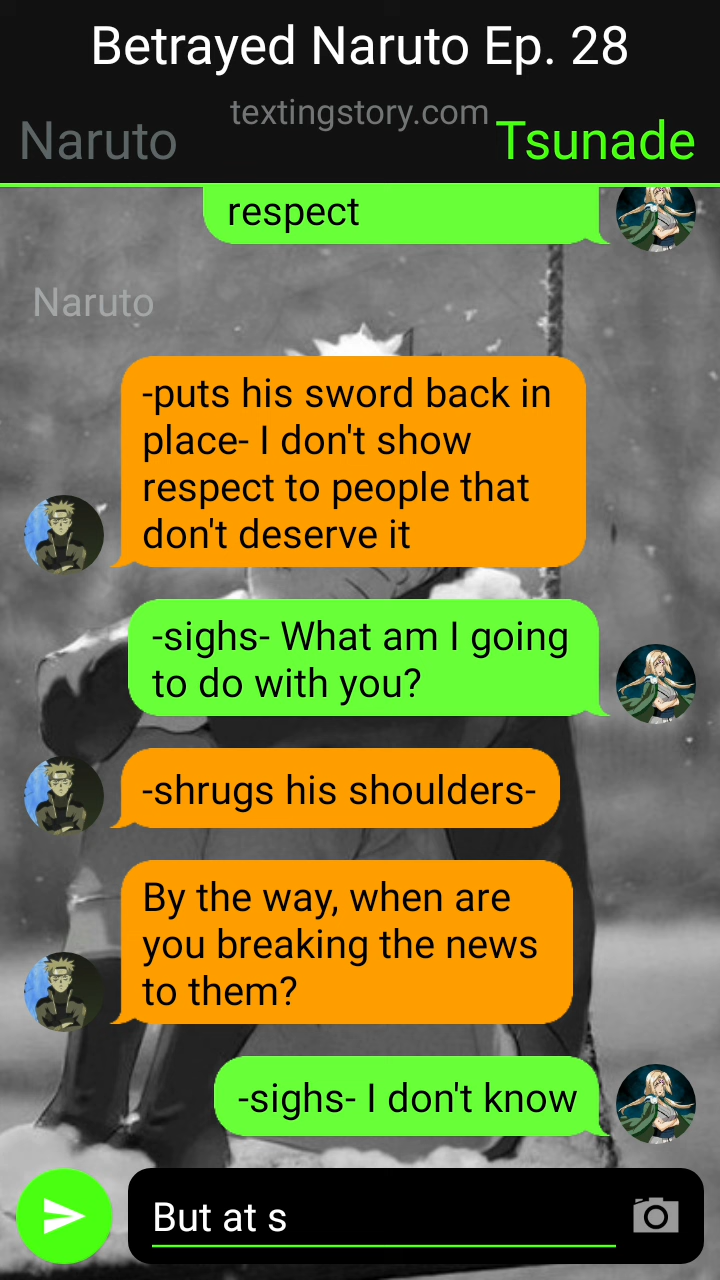 Betrayed Naruto Ep. 28
textingstory.com
Naruto
Tsunade
respect
Naruto
-puts his sword back in
place- I don't show
respect to people that
don't deserve it
-sighs- What am I going
to do with you?
-shrugs his shoulders-
By the way, when are
you breaking the news
to them?
-sighs- I don't know
But at s